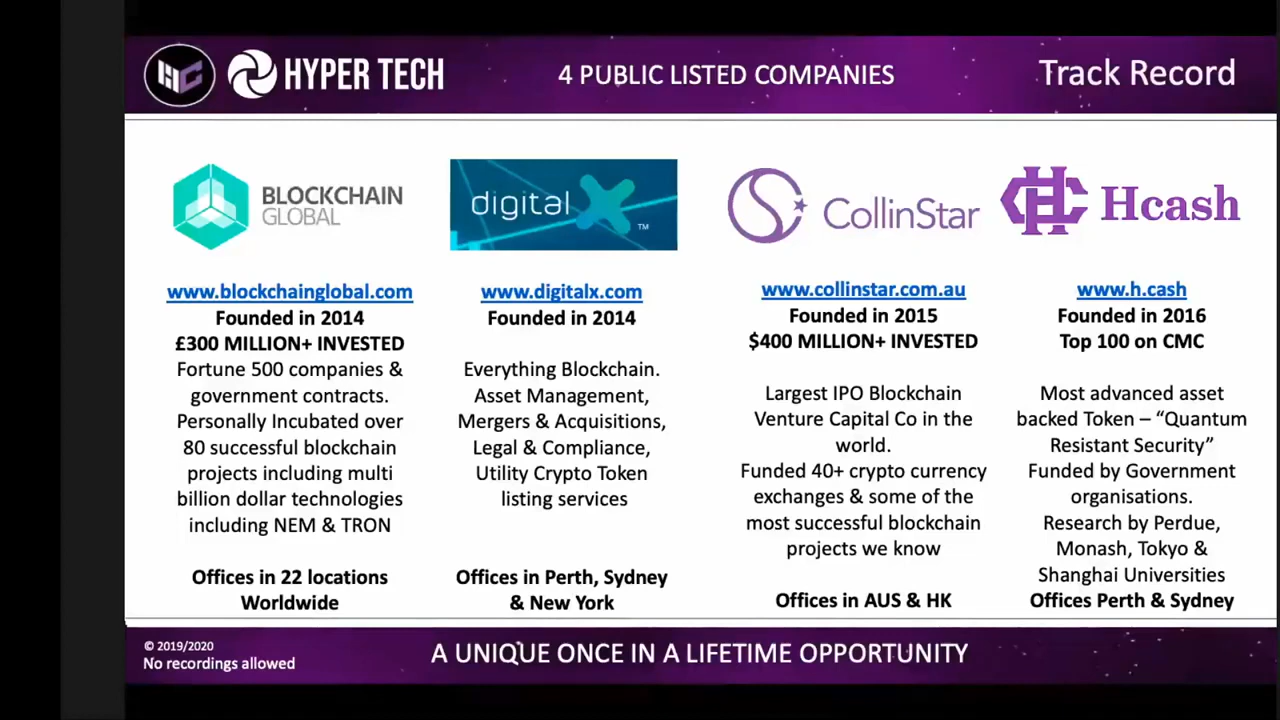 HC HYPER TECH
4 PUBLIC LISTED COMPANIES
Track Record
BLOCKCHAIN
GLOBAL
www.blockchainglobal.com
Founded in 2014
£300 MILLION+ INVESTED
Fortune 500 companies &
government contracts.
Personally Incubated over
80 successful blockchain
projects including multi
billion dollar technologies
including NEM & TRON
Offices in 22 locations
Worldwide
digital X TM
www.digitalx.com
Founded in 2014
Everything Blockchain.
Asset Management,
Mergers & Acquisitions,
Legal & Compliance,
Utility Crypto Token
listing services
Offices in Perth, Sydney
& New York
CollinStar
www.collinstar.com.au
Founded in 2015
$400 MILLION+ INVESTED
Largest IPO Blockchain
Venture Capital Co in the
world.
Funded 40+ crypto currency
exchanges & some of the
most successful blockchain
projects we know
Offices in AUS & HK
HC Hcash
www.h.cash
Founded in 2016
Top 100 on CMC
Most advanced asset
backed Token – “Quantum
Resistant Security”
Funded by Government
organisations.
Research by Perdue,
Monash, Tokyo &
Shanghai Universities
Offices Perth & Sydney
© 2019/2020
No recordings allowed
A UNIQUE ONCE IN A LIFETIME OPPORTUNITY